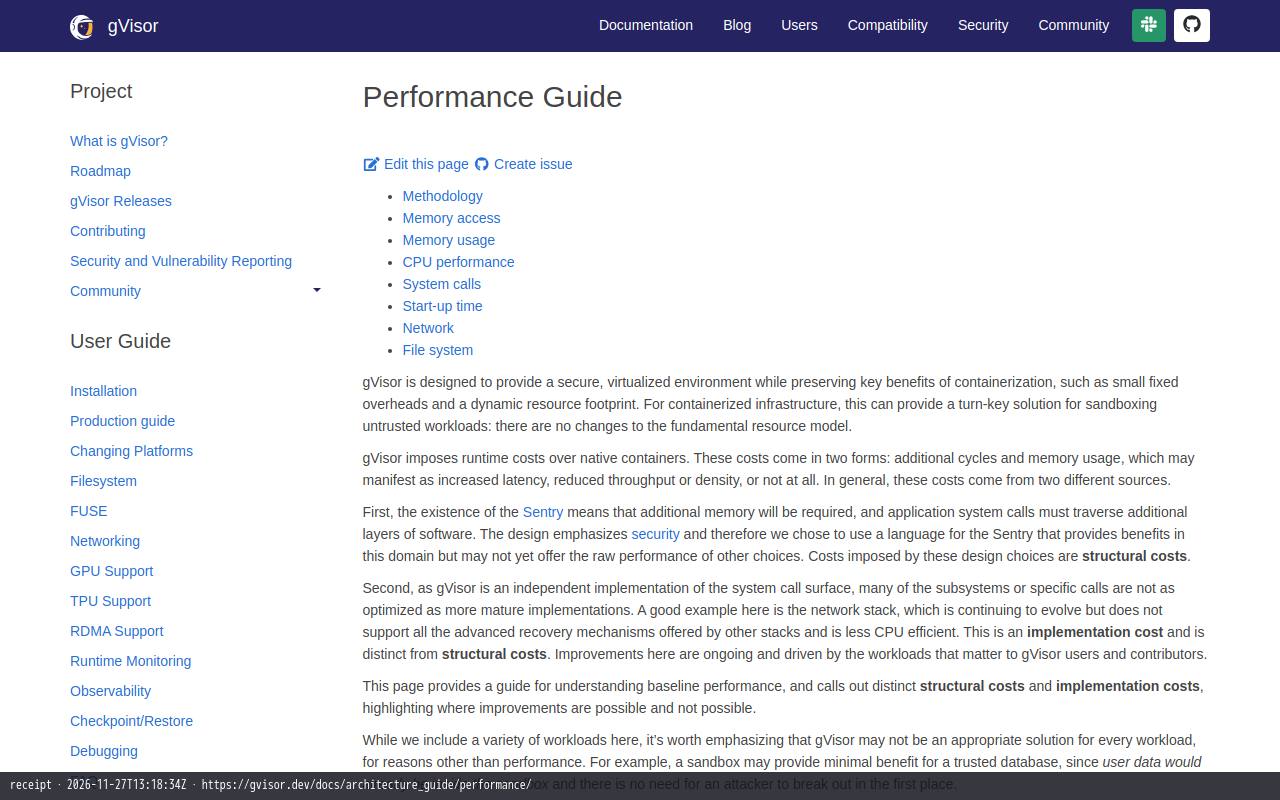 gVisor
Documentation
Blog
Users
Compatibility
Security
Community
Project
What is gVisor?
Roadmap
gVisor Releases
Contributing
Security and Vulnerability Reporting
Community
User Guide
Installation
Production guide
Changing Platforms
Filesystem
FUSE
Networking
GPU Support
TPU Support
RDMA Support
Runtime Monitoring
Observability
Checkpoint/Restore
Debugging
Performance Guide
Edit this page Create issue
Methodology
Memory access
Memory usage
CPU performance
System calls
Start-up time
Network
File system
gVisor is designed to provide a secure, virtualized environment while preserving key benefits of containerization, such as small fixed
overheads and a dynamic resource footprint. For containerized infrastructure, this can provide a turn-key solution for sandboxing
untrusted workloads: there are no changes to the fundamental resource model.
gVisor imposes runtime costs over native containers. These costs come in two forms: additional cycles and memory usage, which may
manifest as increased latency, reduced throughput or density, or not at all. In general, these costs come from two different sources.
First, the existence of the Sentry means that additional memory will be required, and application system calls must traverse additional
layers of software. The design emphasizes security and therefore we chose to use a language for the Sentry that provides benefits in
this domain but may not yet offer the raw performance of other choices. Costs imposed by these design choices are structural costs.
Second, as gVisor is an independent implementation of the system call surface, many of the subsystems or specific calls are not as
optimized as more mature implementations. A good example here is the network stack, which is continuing to evolve but does not
support all the advanced recovery mechanisms offered by other stacks and is less CPU efficient. This is an implementation cost and is
distinct from structural costs. Improvements here are ongoing and driven by the workloads that matter to gVisor users and contributors.
This page provides a guide for understanding baseline performance, and calls out distinct structural costs and implementation costs,
highlighting where improvements are possible and not possible.
While we include a variety of workloads here, it’s worth emphasizing that gVisor may not be an appropriate solution for every workload,
for reasons other than performance. For example, a sandbox may provide minimal benefit for a trusted database, since user data would
and there is no need for an attacker to break out in the first place.
receipt · 2026-11-27T13:18:34Z · https://gvisor.dev/docs/architecture_guide/performance/